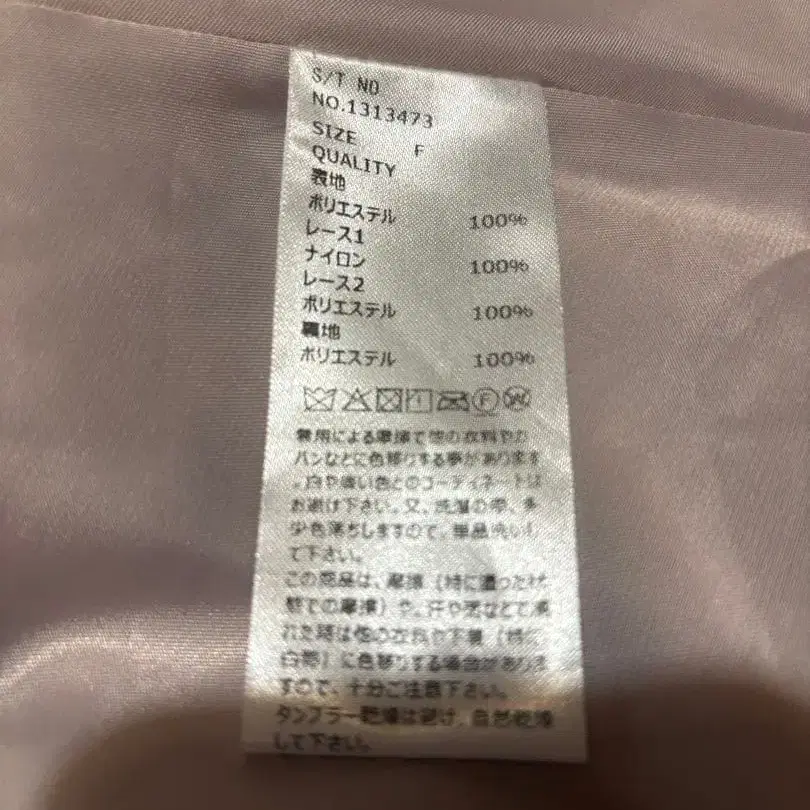 S/T NO
NO.1313473
SIZE F
QUALITY
表地
ポリエステル 100%
レース1
ナイロン 100%
レース2
ポリエステル 100%
裏地
ポリエステル 100%
F W
着用による摩擦で他の衣料やカ
バンなどに色移りする事があります
。白や淡い色とのコーディネートは
お避け下さい。又、洗濯の際、多
少色落ちしますので、単品洗いし
て下さい。
この商品は、摩擦(特に湿った状
態での摩擦)や、汗や雨などで濡
れた時は他の衣料や下着(特に
白物)に色移りする場合がありま
すので、十分ご注意下さい。
タンブラー乾燥は避け、自然乾燥
して下さい。